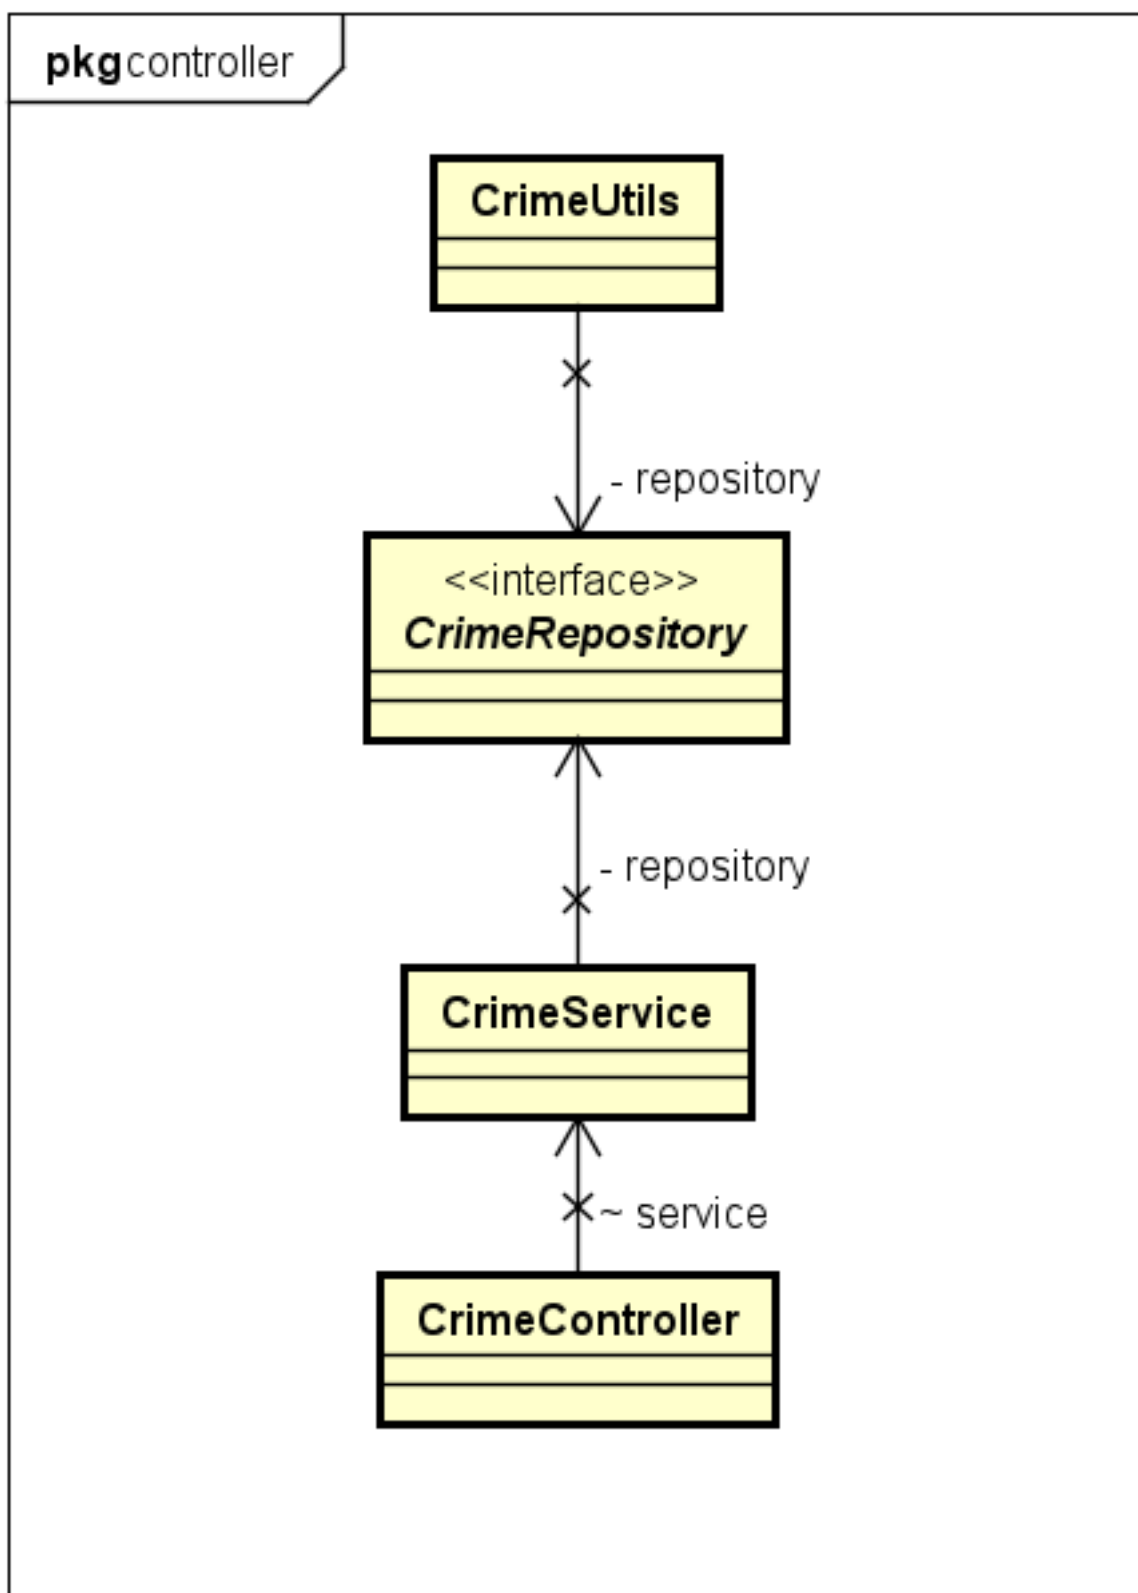 pkg controller
CrimeUtils
- repository
<<interface>>
CrimeRepository
- repository
CrimeService
~ service
CrimeController